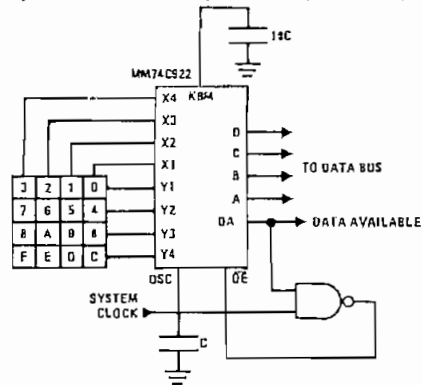 10C
MM74C922
X4 KBM
X3
X2
X1
Y1
Y2
Y3
Y4
D
C
B
A
DA
TO DATA BUS
DATA AVAILABLE
3 2 1 0
7 6 5 4
B A 9 8
F E D C
OSC OE
SYSTEM
CLOCK
C